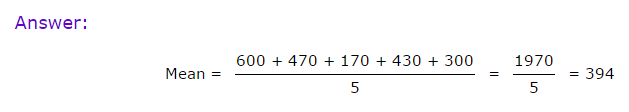 Answer:
Mean = 600 + 470 + 170 + 430 + 300 / 5 = 1970 / 5 = 394